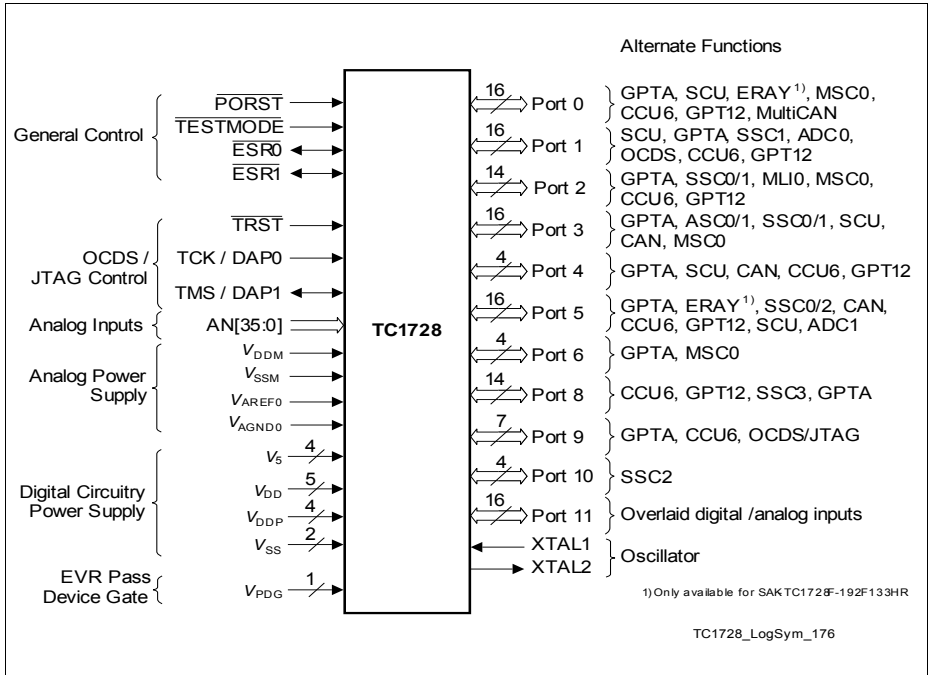 Alternate Functions
General Control
PORST
TESTMODE
ESR0
ESR1
OCDS /
JTAG Control
TRST
TCK / DAP0
TMS / DAP1
Analog Inputs
AN[35:0]
Analog Power
Supply
VDDM
VSSM
VAREF0
VAGND0
Digital Circuitry
Power Supply
V5
4
VDD
5
VDDP
4
VSS
2
EVR Pass
Device Gate
VPDG
1
TC1728
16
Port 0
GPTA, SCU, ERAY1), MSC0,
CCU6, GPT12, MultiCAN
16
Port 1
SCU, GPTA, SSC1, ADC0,
OCDS, CCU6, GPT12
14
Port 2
GPTA, SSC0/1, MLI0, MSC0,
CCU6, GPT12
16
Port 3
GPTA, ASC0/1, SSC0/1, SCU,
CAN, MSC0
4
Port 4
GPTA, SCU, CAN, CCU6, GPT12
16
Port 5
GPTA, ERAY1), SSC0/2, CAN,
CCU6, GPT12, SCU, ADC1
4
Port 6
GPTA, MSC0
14
Port 8
CCU6, GPT12, SSC3, GPTA
7
Port 9
GPTA, CCU6, OCDS/JTAG
4
Port 10
SSC2
16
Port 11
Overlaid digital /analog inputs
XTAL1
XTAL2
Oscillator
1) Only available for SAK-TC1728F-192F133HR
TC1728_LogSym_176